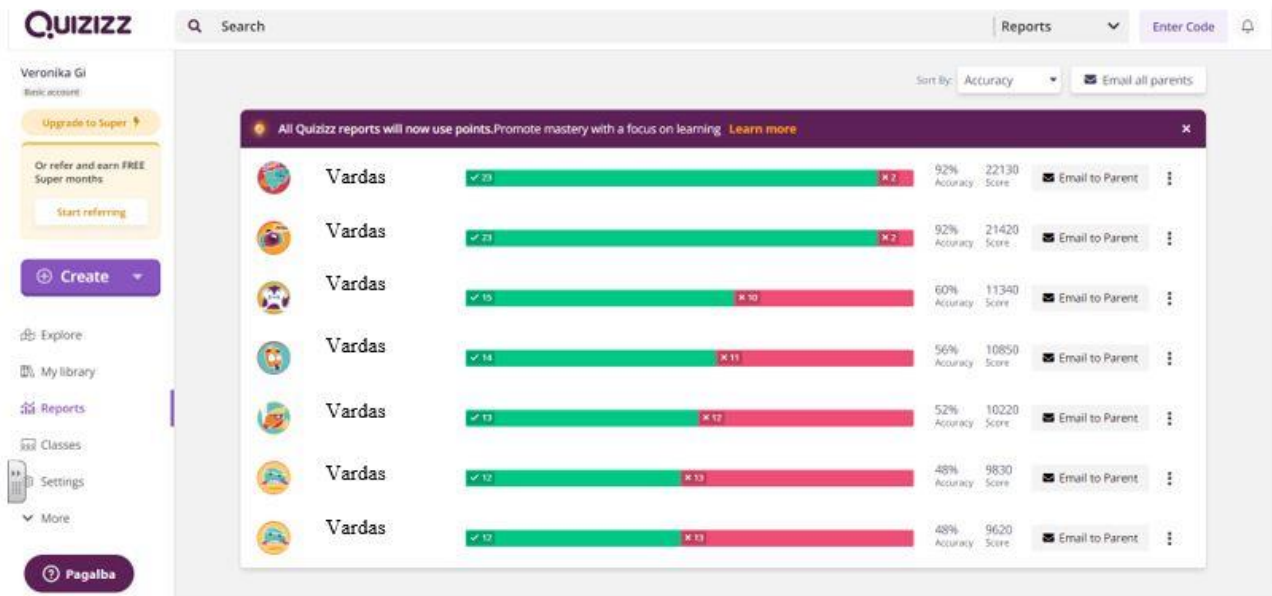 QUIZIZZ
Search
Reports
Enter Code
Veronika Gi
Basic account
Upgrade to Super
Or refer and earn FREE
Super months
Start referring
Create
Explore
My library
Reports
Classes
Settings
More
Pagalba
Sort By: Accuracy
Email all parents
All Quizizz reports will now use points.Promote mastery with a focus on learning Learn more
Vardas
23
2
92%
Accuracy
22130
Score
Email to Parent
Vardas
23
2
92%
Accuracy
21420
Score
Email to Parent
Vardas
15
10
60%
Accuracy
11340
Score
Email to Parent
Vardas
14
11
56%
Accuracy
10850
Score
Email to Parent
Vardas
13
12
52%
Accuracy
10220
Score
Email to Parent
Vardas
12
13
48%
Accuracy
9830
Score
Email to Parent
Vardas
12
13
48%
Accuracy
9620
Score
Email to Parent